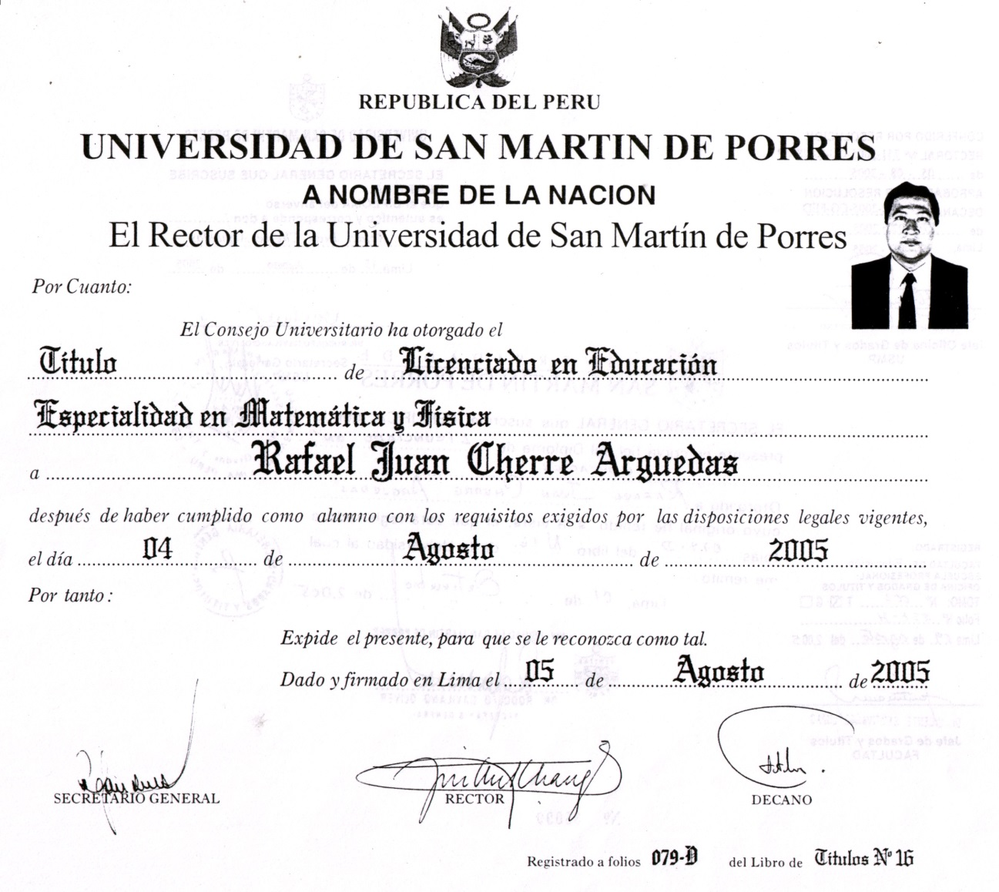 REPUBLICA DEL PERU
UNIVERSIDAD DE SAN MARTIN DE PORRES
A NOMBRE DE LA NACION
El Rector de la Universidad de San Martín de Porres
Por Cuanto:
El Consejo Universitario ha otorgado el
Título de Licenciado en Educación
Especialidad en Matemática y Física
a Rafael Juan Cherre Arguedas
después de haber cumplido como alumno con los requisitos exigidos por las disposiciones legales vigentes,
el día 04 de Agosto de 2005
Por tanto:
Expide el presente, para que se le reconozca como tal.
Dado y firmado en Lima el 05 de Agosto de 2005
SECRETARIO GENERAL
RECTOR
DECANO
Registrado a folios 079-D del Libro de Títulos Nº 16